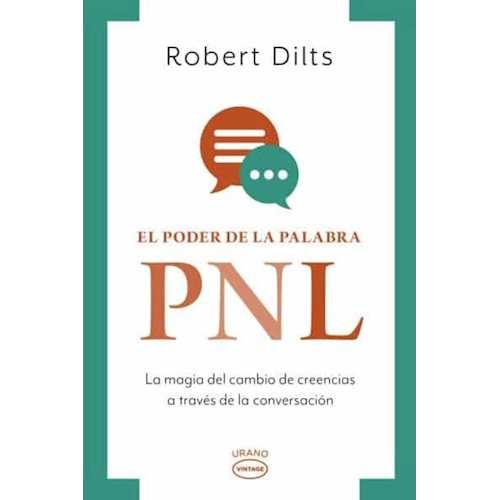 Robert Dilts
EL PODER DE LA PALABRA
PNL
La magia del cambio de creencias
a través de la conversación
URANO
VINTAGE